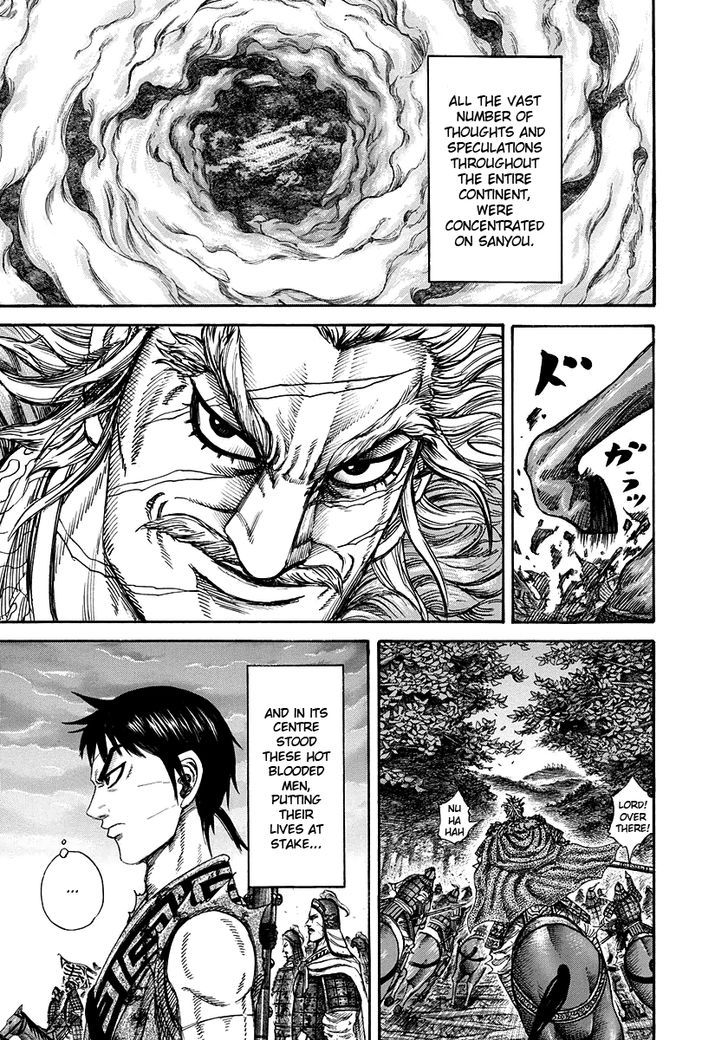 ALL THE VAST
NUMBER OF
THOUGHTS AND
SPECULATIONS
THROUGHOUT
THE ENTIRE
CONTINENT,
WERE
CONCENTRATED
ON SANYOU.
ドガラッ
LORD!
OVER
THERE!
NU
HA
HAH
AND IN ITS
CENTRE
STOOD
THESE HOT
BLOODED
MEN,
PUTTING
THEIR
LIVES AT
STAKE...
...